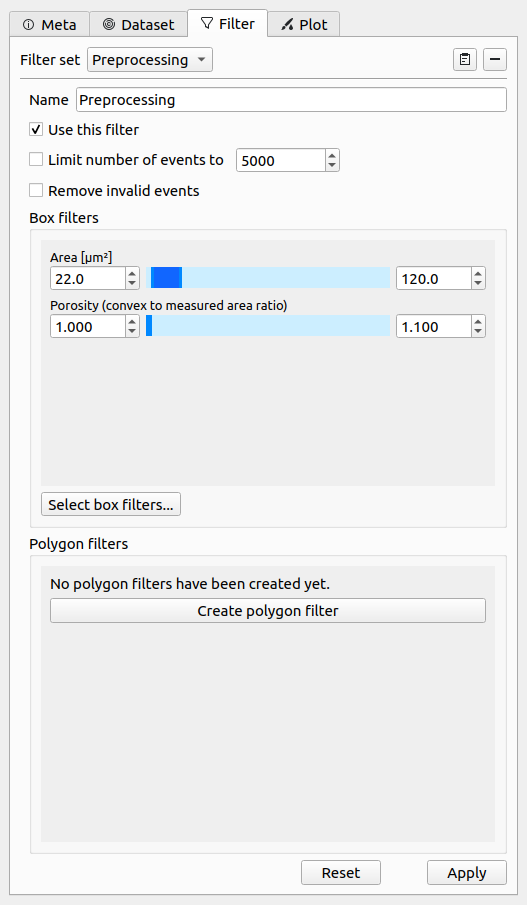 Meta Dataset Filter Plot
Filter set Preprocessing
Name Preprocessing
Use this filter
Limit number of events to 5000
Remove invalid events
Box filters
Area [µm²]
22.0 120.0
Porosity (convex to measured area ratio)
1.000 1.100
Select box filters...
Polygon filters
No polygon filters have been created yet.
Create polygon filter
Reset Apply